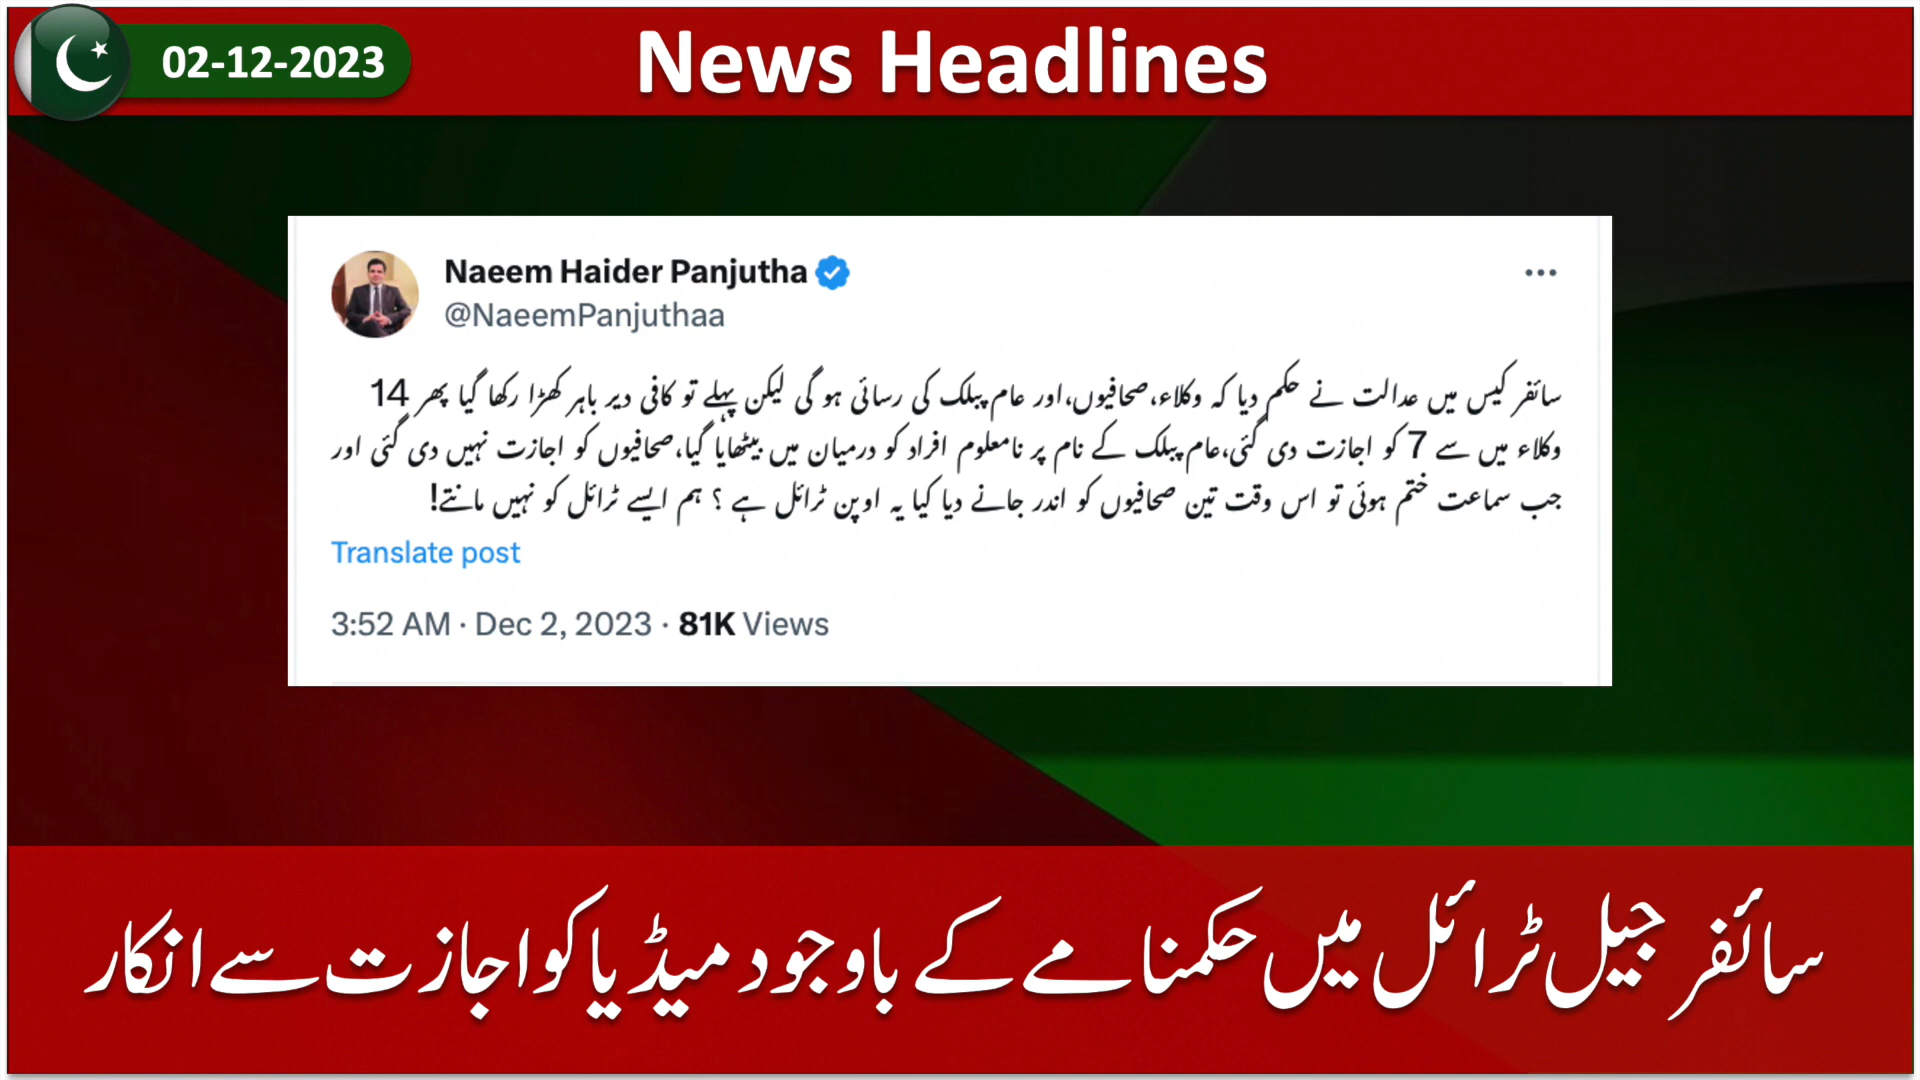 02-12-2023
News Headlines
Naeem Haider Panjutha
@NaeemPanjuthaa
سائفر کیس میں عدالت نے حکم دیا کہ وکلاء،صحافیوں،اور عام پبلک کی رسائی ہو گی لیکن پہلے تو کافی دیر باہر کھڑا رکھا گیا پھر 14
وکلاء میں سے 7 کو اجازت دی گئی،عام پبلک کے نام پر نامعلوم افراد کو درمیان میں بیٹھایا گیا،صحافیوں کو اجازت نہیں دی گئی اور
جب سماعت ختم ہوئی تو اس وقت تین صحافیوں کو اندر جانے دیا کیا یہ اوپن ٹرائل ہے ؟ ہم ایسے ٹرائل کو نہیں مانتے!
Translate post
3:52 AM · Dec 2, 2023 · 81K Views
سائفر جیل ٹرائل میں حکمنامے کے باوجود میڈیا کو اجازت سے انکار